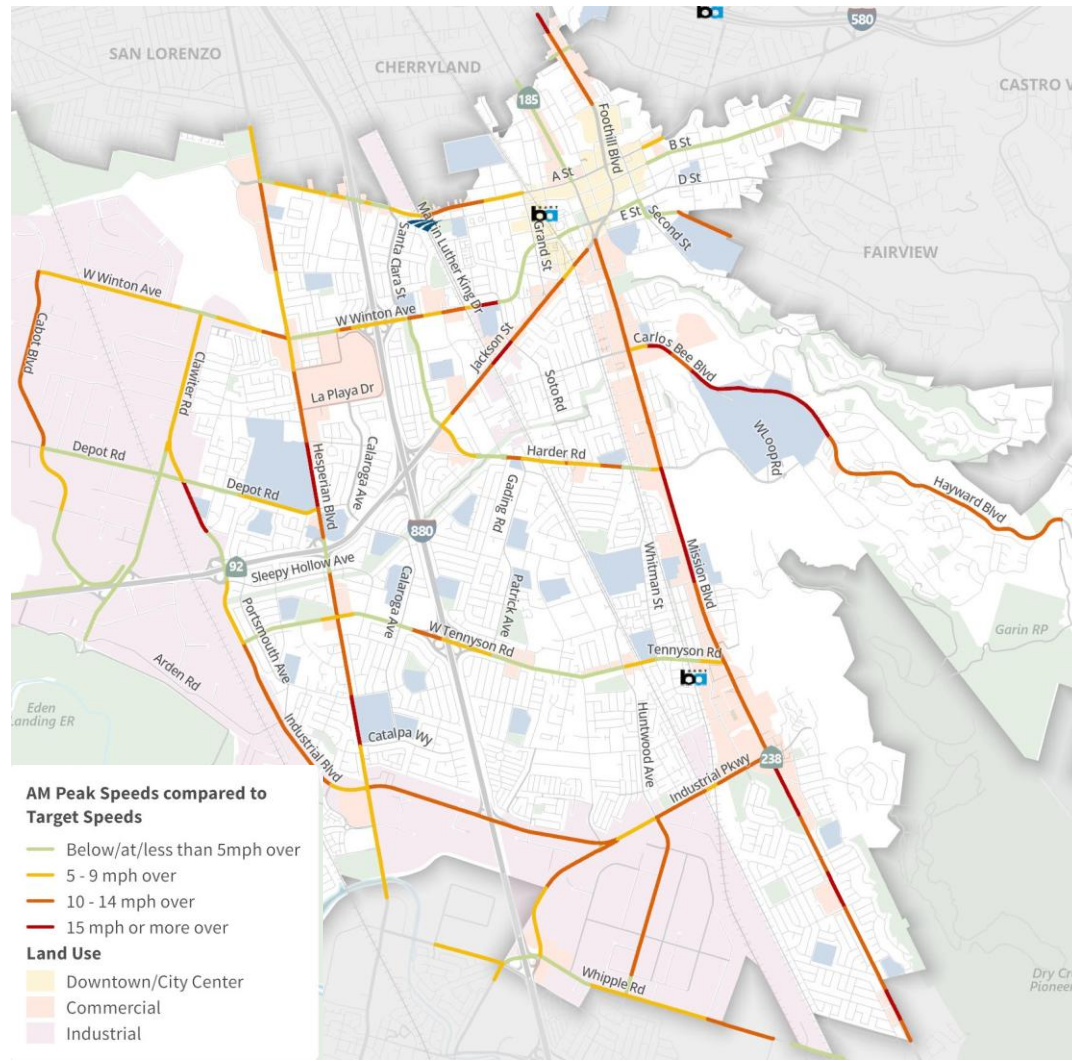 580
SAN LORENZO
CHERRYLAND
CASTRO V
185
Foothill Blvd
B St
A St
D St
E St
ba
Second St
Martin Luther King Dr
Santa Clara St
Grand St
FAIRVIEW
W Winton Ave
W Winton Ave
Cabot Blvd
Clawiter Rd
Jackson St
Carlos Bee Blvd
La Playa Dr
Soto Rd
W Loop Rd
Depot Rd
Harder Rd
Depot Rd
Hesperian Blvd
Calaroga Ave
Gading Rd
Hayward Blvd
880
92
Sleepy Hollow Ave
Mission Blvd
Whitman St
Calaroga Ave
Patrick Ave
Portsmouth Ave
W Tennyson Rd
Tennyson Rd
Garin RP
ba
Arden Rd
Eden
Landing ER
Industrial Blvd
Catalpa Wy
Huntwood Ave
Industrial Pkwy
238
Whipple Rd
Dry Cr
Pioneer
AM Peak Speeds compared to
Target Speeds
Below/at/less than 5mph over
5 - 9 mph over
10 - 14 mph over
15 mph or more over
Land Use
Downtown/City Center
Commercial
Industrial